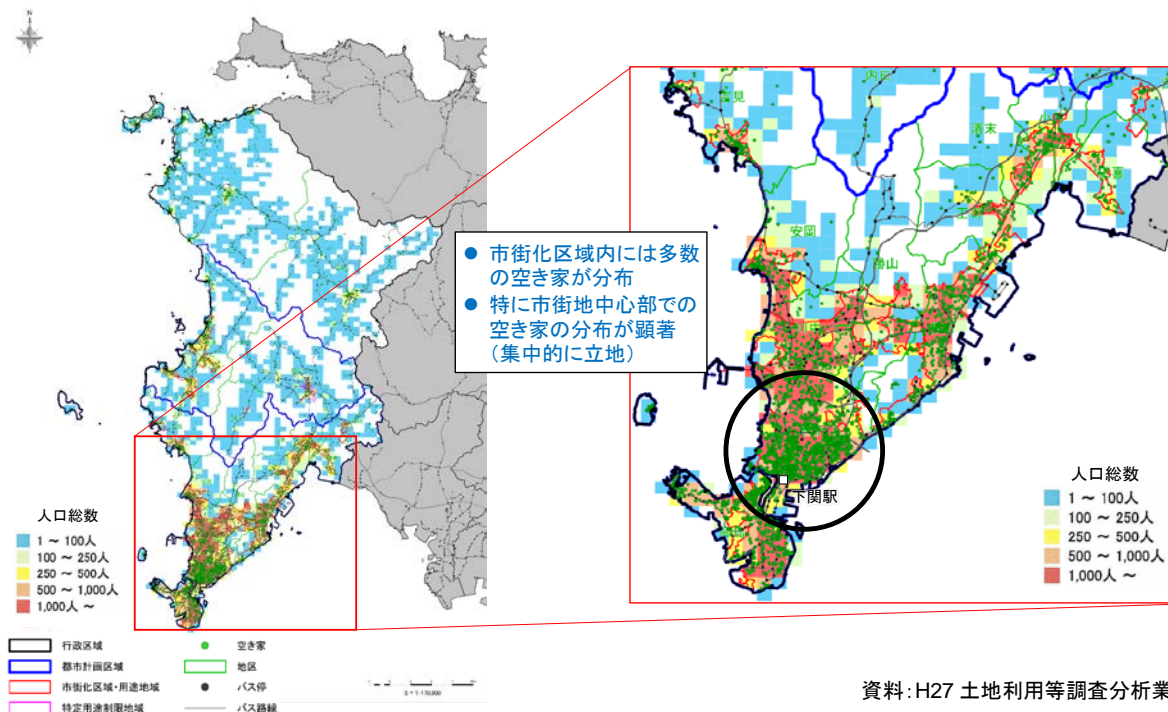 N
● 市街化区域内には多数
の空き家が分布
● 特に市街地中心部での
空き家の分布が顕著
(集中的に立地)
人口総数
1 ~ 100人
100 ~ 250人
250 ~ 500人
500 ~ 1,000人
1,000人 ~
行政区域
都市計画区域
市街化区域・用途地域
特定用途制限地域
空き家
地区
バス停
バス路線
S = 1:170,000
内日
清末
安岡
勝山
下関駅
人口総数
1 ~ 100人
100 ~ 250人
250 ~ 500人
500 ~ 1,000人
1,000人 ~
資料:H27 土地利用等調査分析業